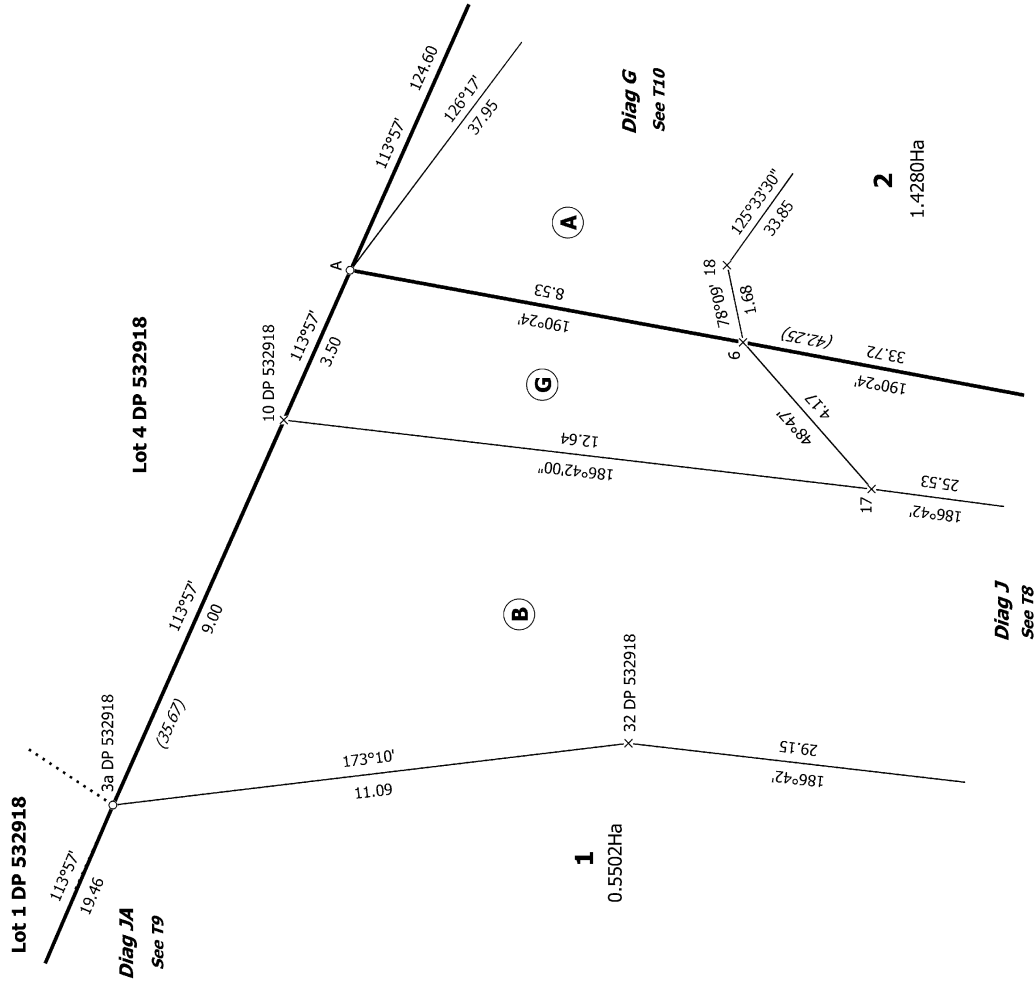 Lot 1 DP 532918
113°57'
19.46
Diag JA
See T9
3a DP 532918
(35.67)
113°57'
9.00
Lot 4 DP 532918
10 DP 532918
113°57'
3.50
A
113°57'
124.60
126°17'
37.95
Diag G
See T10
A
2
1.4280Ha
18
125°33'30"
33.85
78°09'
1.68
8.53
190°24'
6
(42.25)
33.72
190°24'
G
4.17
48°47'
12.64
186°42'00"
17
25.53
186°42'
B
Diag J
See T8
32 DP 532918
173°10'
11.09
29.15
186°42'
1
0.5502Ha